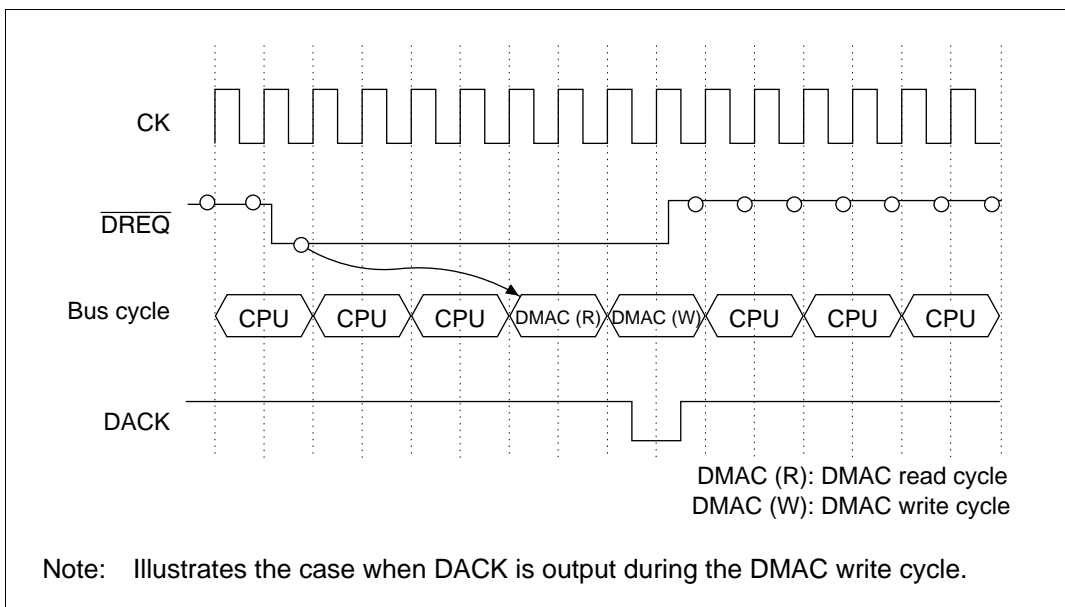 CK
DREQ
Bus cycle CPU CPU CPU DMAC (R) DMAC (W) CPU CPU CPU
DACK
DMAC (R): DMAC read cycle
DMAC (W): DMAC write cycle
Note: Illustrates the case when DACK is output during the DMAC write cycle.